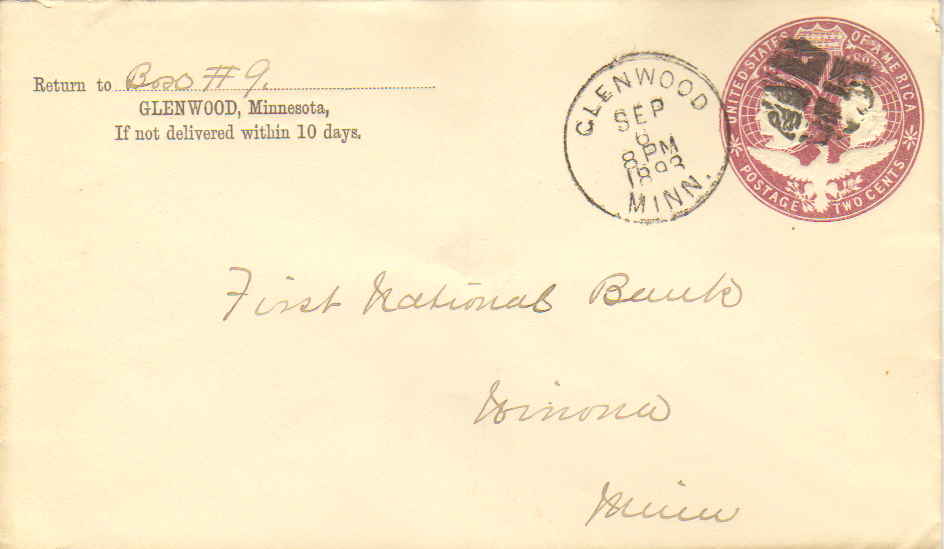 Return to Box #9.
GLENWOOD, Minnesota,
If not delivered within 10 days.
GLENWOOD
SEP
6
8 PM
1893
MINN.
UNITED STATES OF AMERICA
POSTAGE TWO CENTS
First National Bank
Winona
Minn